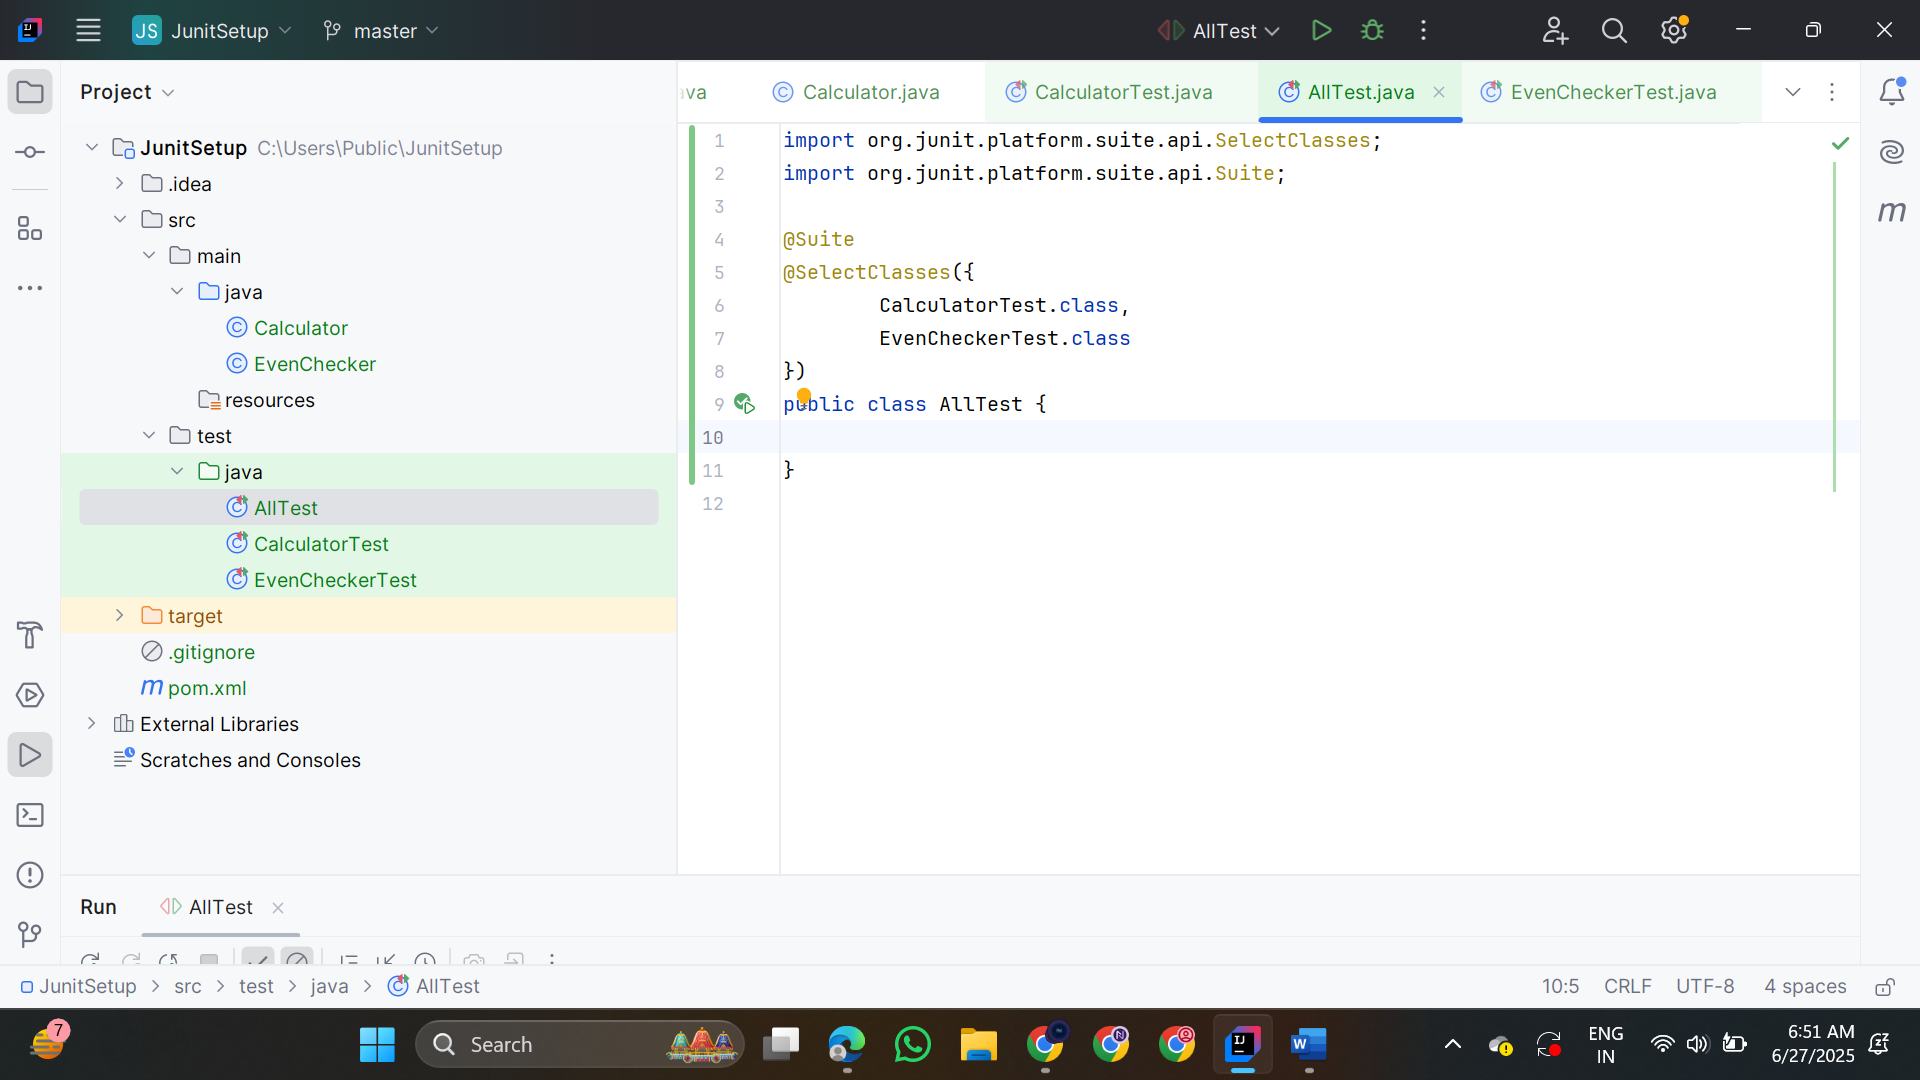 JS JunitSetup master AllTest
Project
ava Calculator.java CalculatorTest.java AllTest.java EvenCheckerTest.java
JunitSetup C:\Users\Public\JunitSetup
.idea
src
main
java
Calculator
EvenChecker
resources
test
java
AllTest
CalculatorTest
EvenCheckerTest
target
.gitignore
m pom.xml
External Libraries
Scratches and Consoles
1 import org.junit.platform.suite.api.SelectClasses;
2 import org.junit.platform.suite.api.Suite;
3
4 @Suite
5 @SelectClasses({
6 CalculatorTest.class,
7 EvenCheckerTest.class
8 })
9 public class AllTest {
10
11 }
12
m
Run AllTest
JunitSetup > src > test > java > AllTest 10:5 CRLF UTF-8 4 spaces
7 Search ENG
IN
6:51 AM
6/27/2025